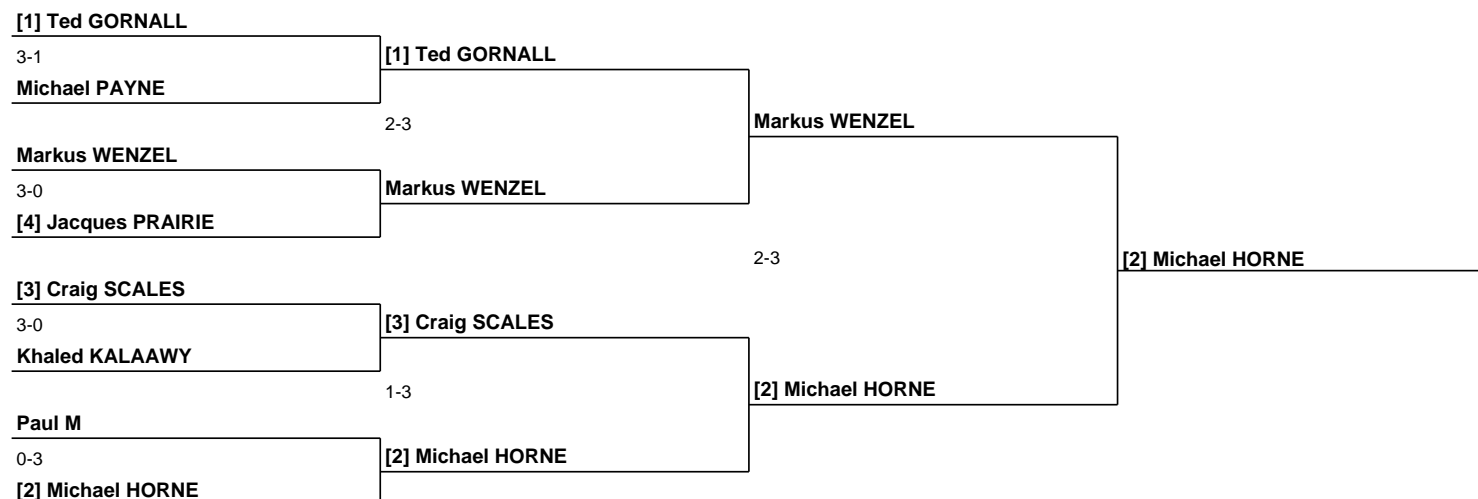 [1] Ted GORNALL
3-1
[1] Ted GORNALL
Michael PAYNE
2-3
Markus WENZEL
Markus WENZEL
3-0
Markus WENZEL
[4] Jacques PRAIRIE
2-3
[2] Michael HORNE
[3] Craig SCALES
3-0
[3] Craig SCALES
Khaled KALAAWY
1-3
[2] Michael HORNE
Paul M
0-3
[2] Michael HORNE
[2] Michael HORNE